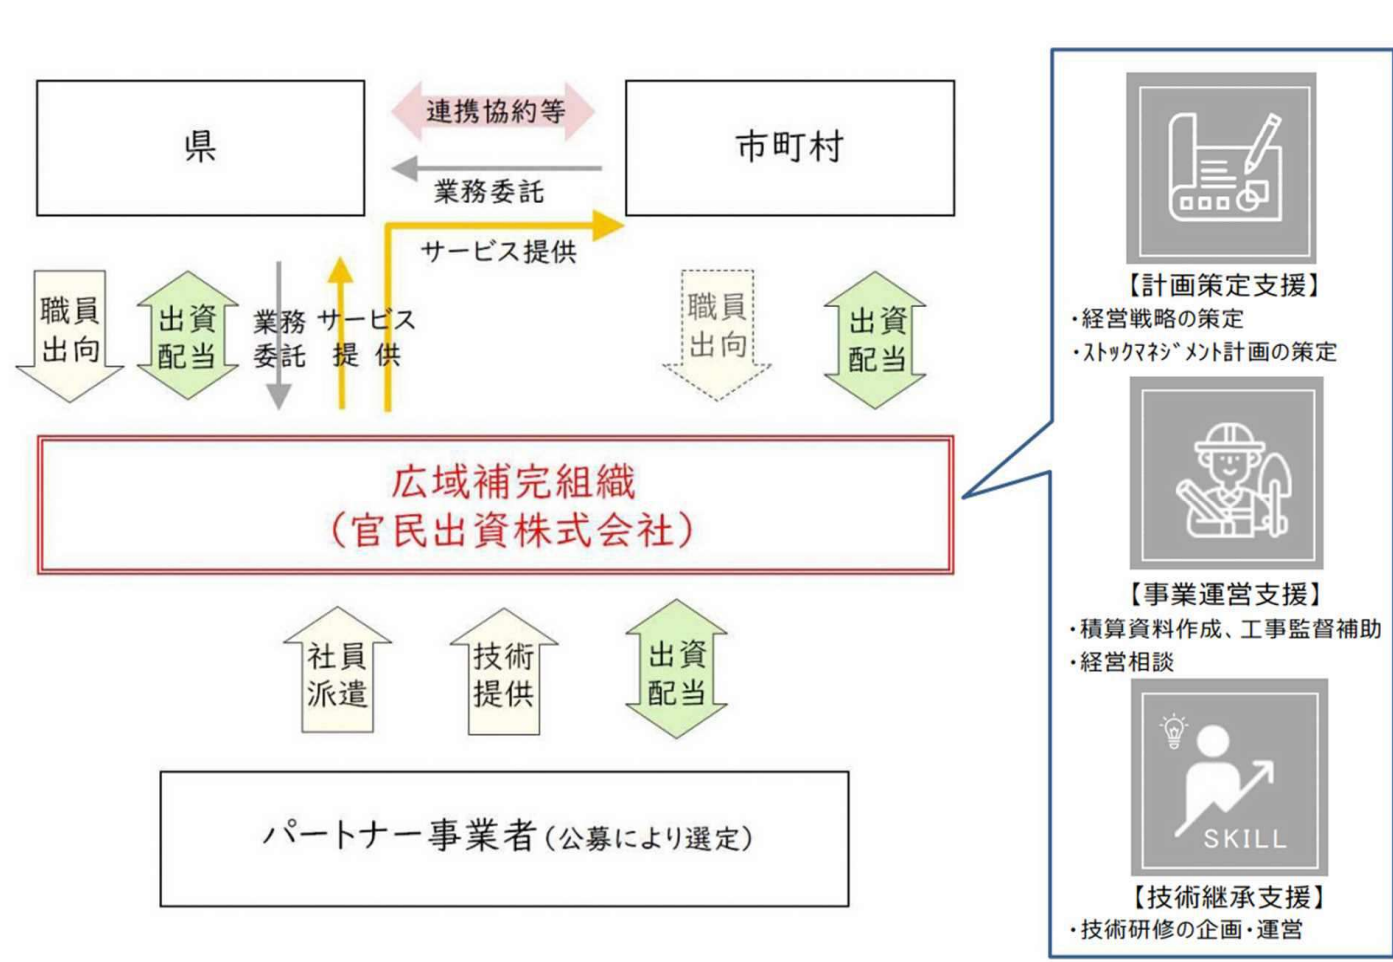 県
連携協約等
市町村
業務委託
サービス提供
職員
出向
出資
配当
業務
委託
サービス
提 供
職員
出向
出資
配当
広域補完組織
（官民出資株式会社）
社員
派遣
技術
提供
出資
配当
パートナー事業者（公募により選定）
【計画策定支援】
・経営戦略の策定
・ｽﾄｯｸﾏﾈｼﾞﾒﾝﾄ計画の策定
【事業運営支援】
・積算資料作成、工事監督補助
・経営相談
SKILL
【技術継承支援】
・技術研修の企画・運営